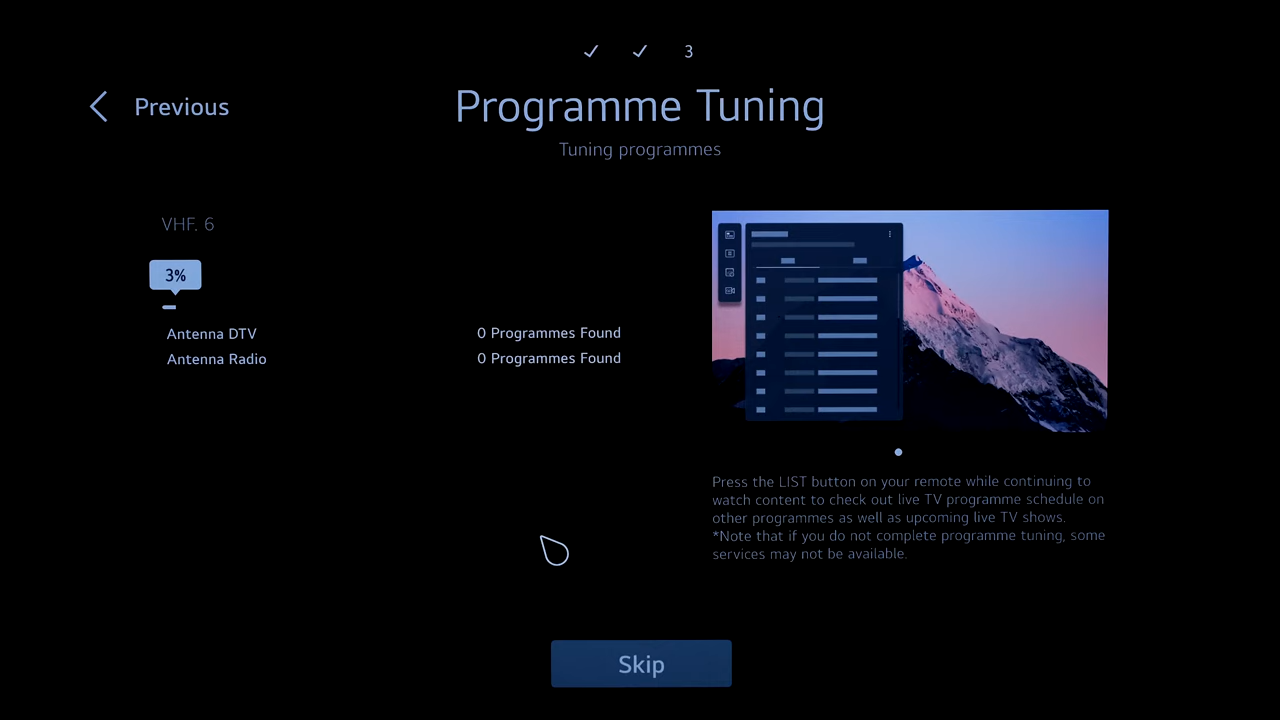 3
Previous
Programme Tuning
Tuning programmes
VHF. 6
3%
Antenna DTV 0 Programmes Found
Antenna Radio 0 Programmes Found
Press the LIST button on your remote while continuing to
watch content to check out live TV programme schedule on
other programmes as well as upcoming live TV shows.
*Note that if you do not complete programme tuning, some
services may not be available.
Skip